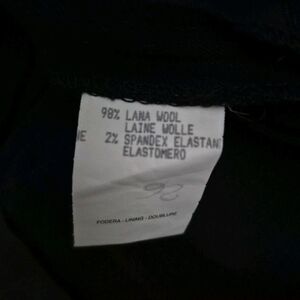 98% LANA WOOL
LAINE WOLLE
2% SPANDEX ELASTAN
ELASTOMERO
FODERA - LINING - DOUBLURE